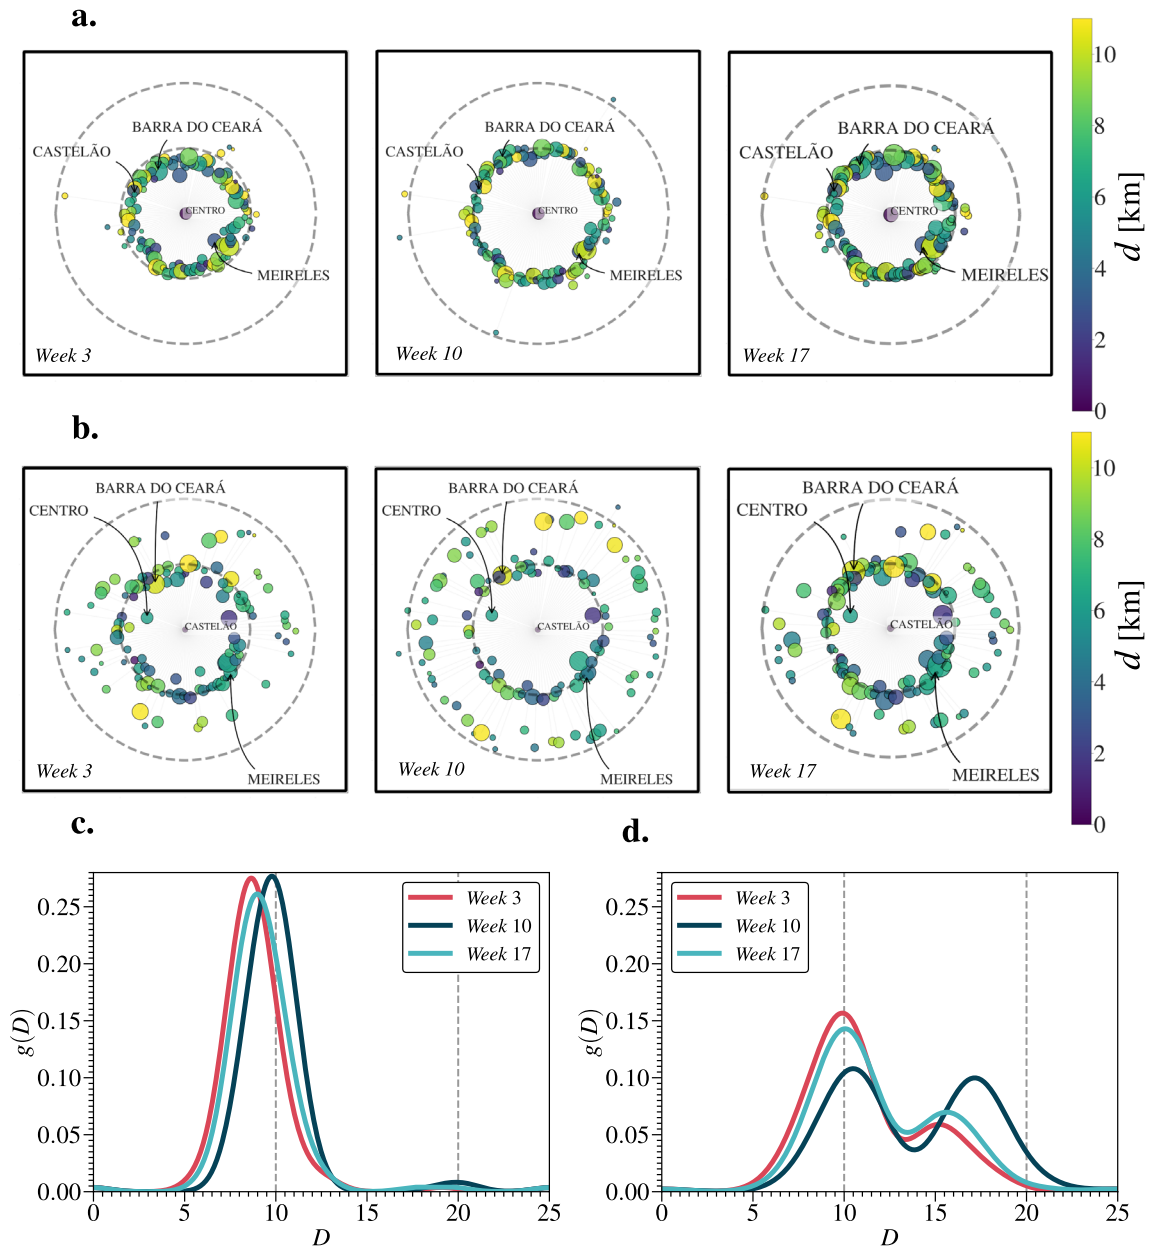 a.
BARRA DO CEARÁ
CASTELÃO
CENTRO
MEIRELES
Week 3
BARRA DO CEARÁ
CASTELÃO
CENTRO
MEIRELES
Week 10
BARRA DO CEARÁ
CASTELÃO
CENTRO
MEIRELES
Week 17
10
8
6
4
2
0
d [km]
b.
BARRA DO CEARÁ
CENTRO
CASTELÃO
MEIRELES
Week 3
BARRA DO CEARÁ
CENTRO
CASTELÃO
MEIRELES
Week 10
BARRA DO CEARÁ
CENTRO
CASTELÃO
MEIRELES
Week 17
10
8
6
4
2
0
d [km]
c.
g(D)
0.25
0.20
0.15
0.10
0.05
0.00
0 5 10 15 20 25
D
Week 3
Week 10
Week 17
d.
g(D)
0.25
0.20
0.15
0.10
0.05
0.00
0 5 10 15 20 25
D
Week 3
Week 10
Week 17